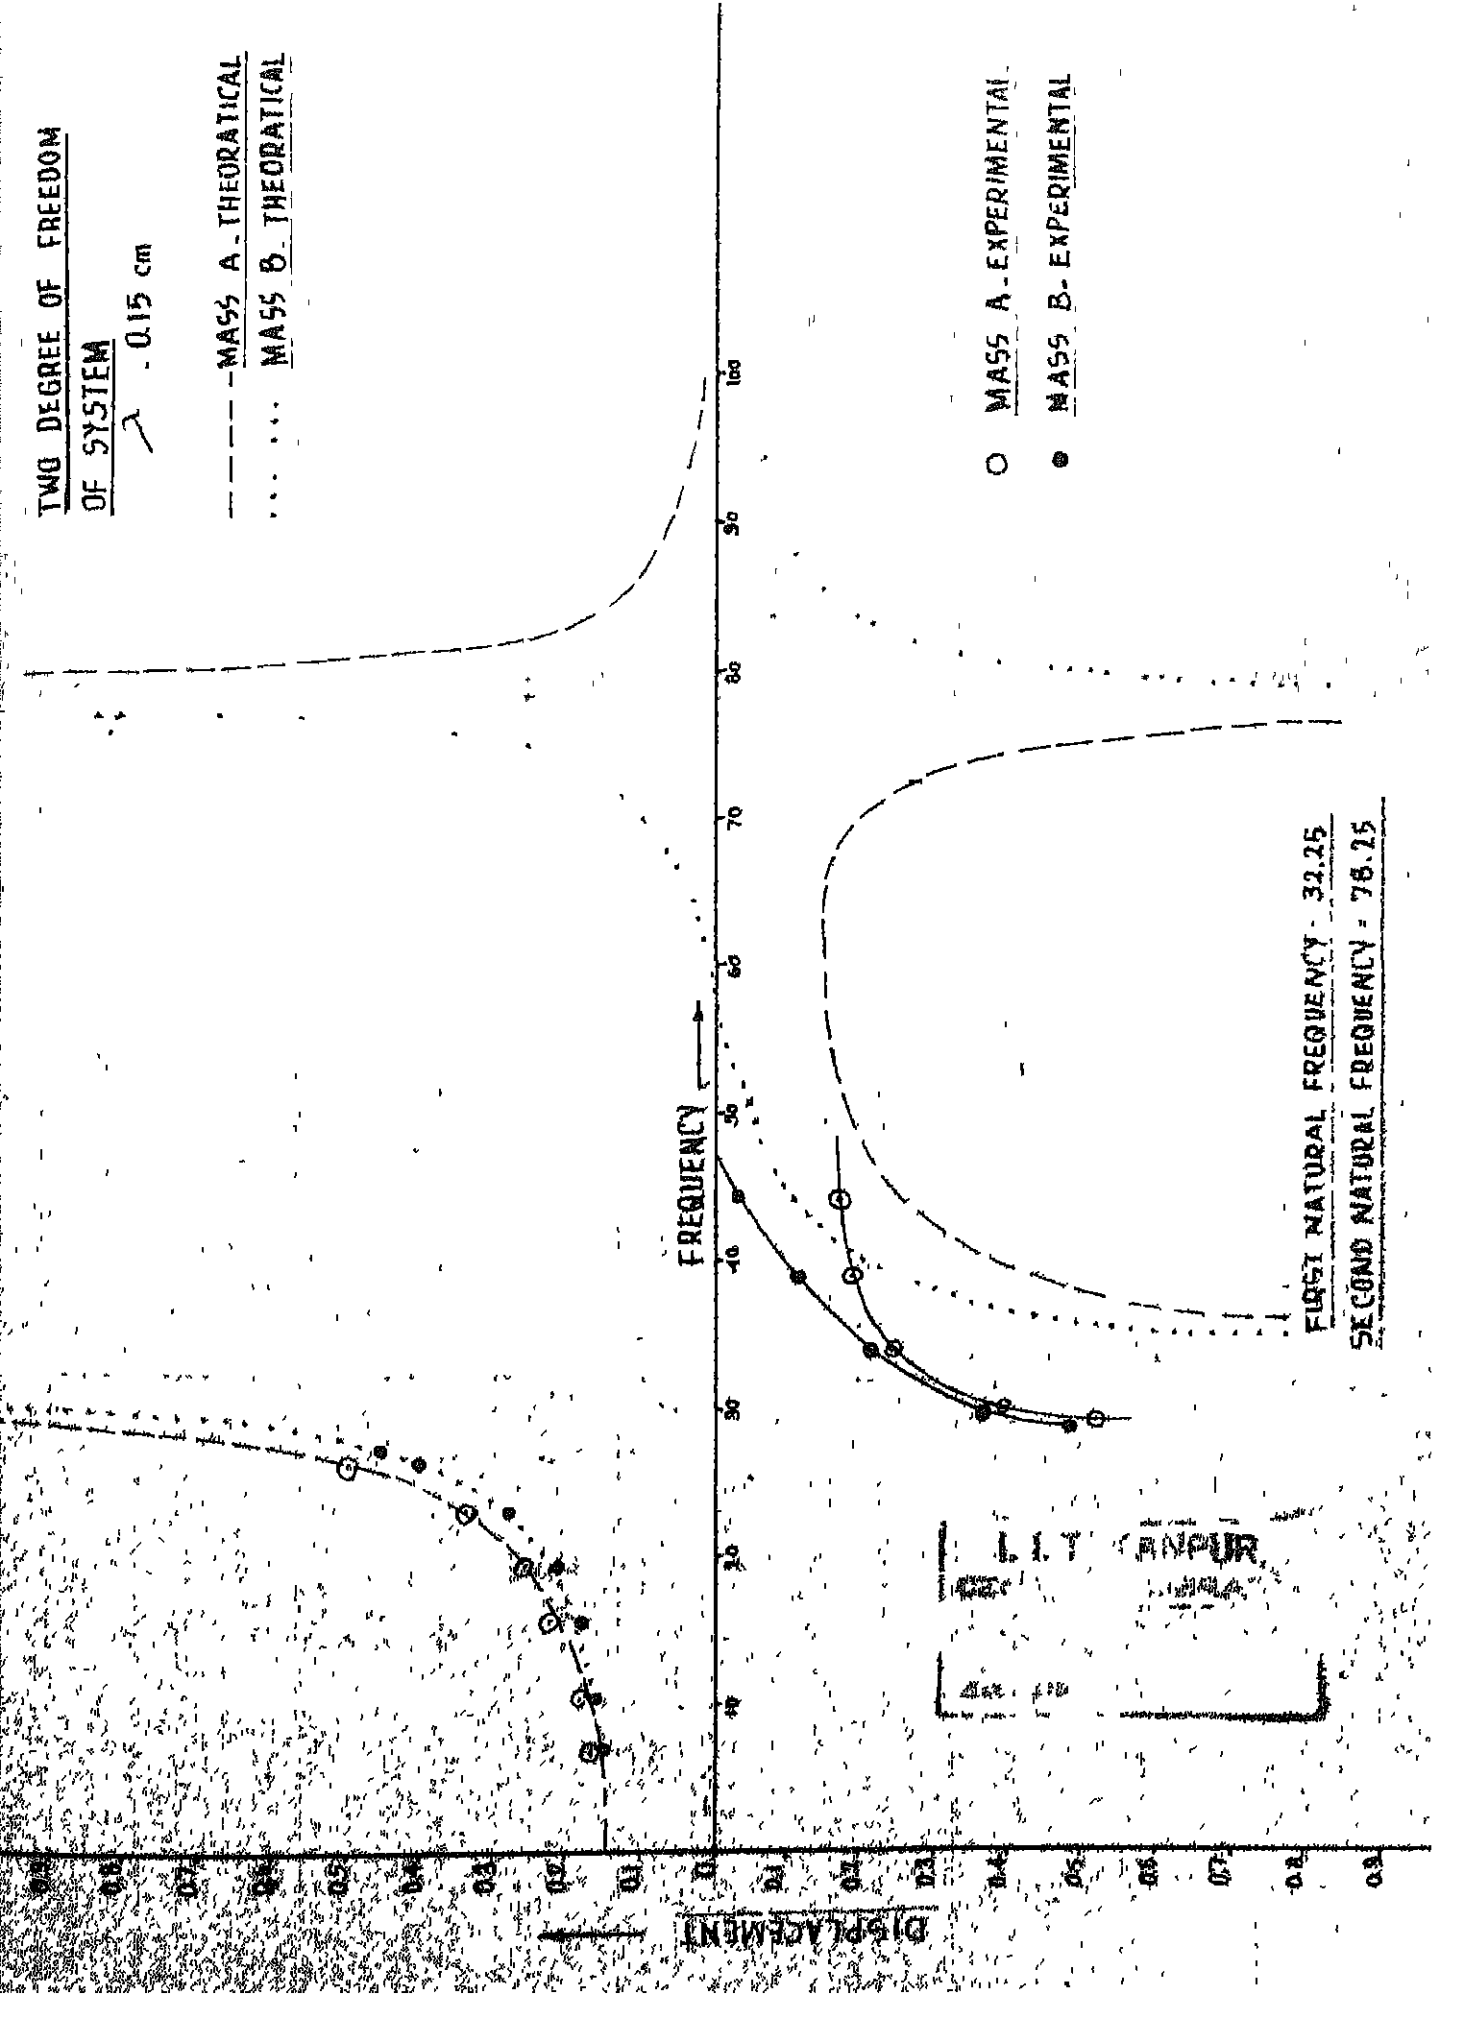 TWO DEGREE OF FREEDOM
OF SYSTEM
0.15 cm
MASS A. THEORATICAL
MASS B. THEORATICAL
MASS A. EXPERIMENTAL
MASS B. EXPERIMENTAL
FREQUENCY
10 20 30 40 50 60 70 80 90 100
DISPLACEMENT
0.9 0.8 0.7 0.6 0.5 0.4 0.3 0.2 0.1 0 0.1 0.2 0.3 0.4 0.5 0.6 0.7 0.8 0.9
FIRST NATURAL FREQUENCY - 32.25
SECOND NATURAL FREQUENCY = 78.25